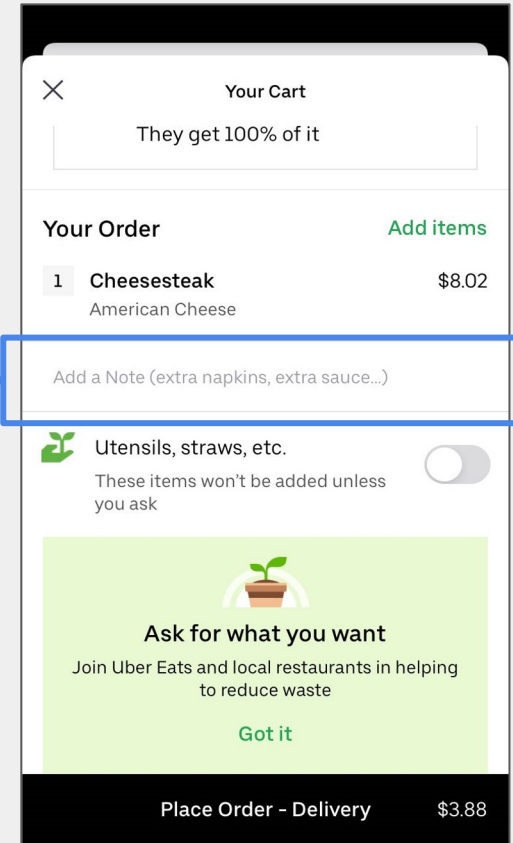 Your Cart
They get 100% of it
Your Order
Add items
1 Cheesesteak $8.02
American Cheese
Add a Note (extra napkins, extra sauce...)
Utensils, straws, etc.
These items won't be added unless
you ask
Ask for what you want
Join Uber Eats and local restaurants in helping
to reduce waste
Got it
Place Order - Delivery $3.88